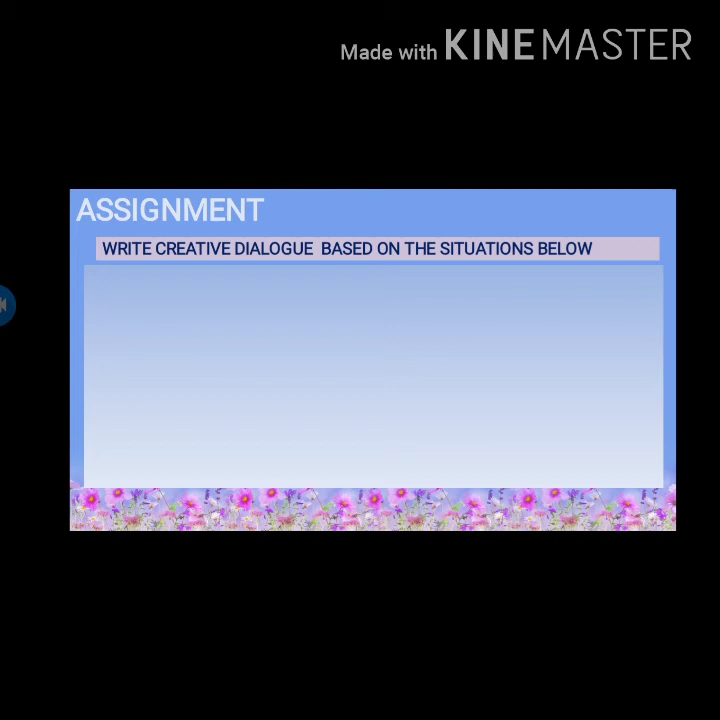 Made with KINEMASTER
ASSIGNMENT
WRITE CREATIVE DIALOGUE BASED ON THE SITUATIONS BELOW